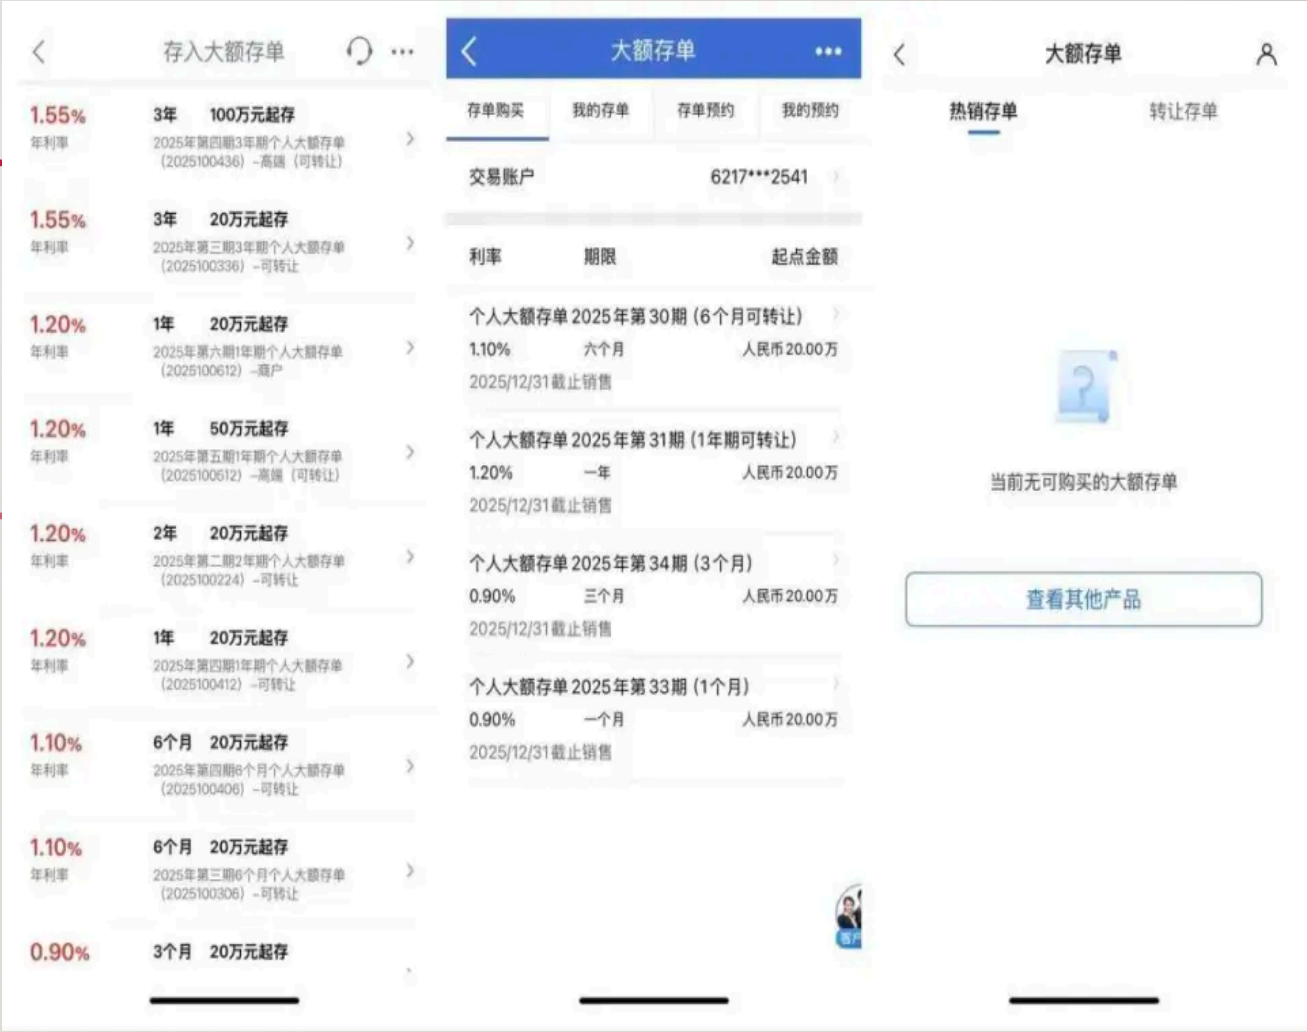 存入大额存单
1.55%
3年 100万元起存
年利率
2025年第四期3年期个人大额存单
（2025100436）-高端（可转让）
1.55%
3年 20万元起存
年利率
2025年第三期3年期个人大额存单
（2025100336）-可转让
1.20%
1年 20万元起存
年利率
2025年第六期1年期个人大额存单
（2025100612）-商户
1.20%
1年 50万元起存
年利率
2025年第五期1年期个人大额存单
（2025100512）-高端（可转让）
1.20%
2年 20万元起存
年利率
2025年第二期2年期个人大额存单
（2025100224）-可转让
1.20%
1年 20万元起存
年利率
2025年第四期1年期个人大额存单
（2025100412）-可转让
1.10%
6个月 20万元起存
年利率
2025年第四期6个月个人大额存单
（2025100406）-可转让
1.10%
6个月 20万元起存
年利率
2025年第三期6个月个人大额存单
（2025100306）-可转让
0.90%
3个月 20万元起存
大额存单
存单购买 我的存单 存单预约 我的预约
交易账户 6217***2541
利率 期限 起点金额
个人大额存单2025年第30期 (6个月可转让)
1.10% 六个月 人民币20.00万
2025/12/31截止销售
个人大额存单2025年第31期 (1年期可转让)
1.20% 一年 人民币20.00万
2025/12/31截止销售
个人大额存单2025年第34期 (3个月)
0.90% 三个月 人民币20.00万
2025/12/31截止销售
个人大额存单2025年第33期 (1个月)
0.90% 一个月 人民币20.00万
2025/12/31截止销售
客户
大额存单
热销存单 转让存单
?
当前无可购买的大额存单
查看其他产品